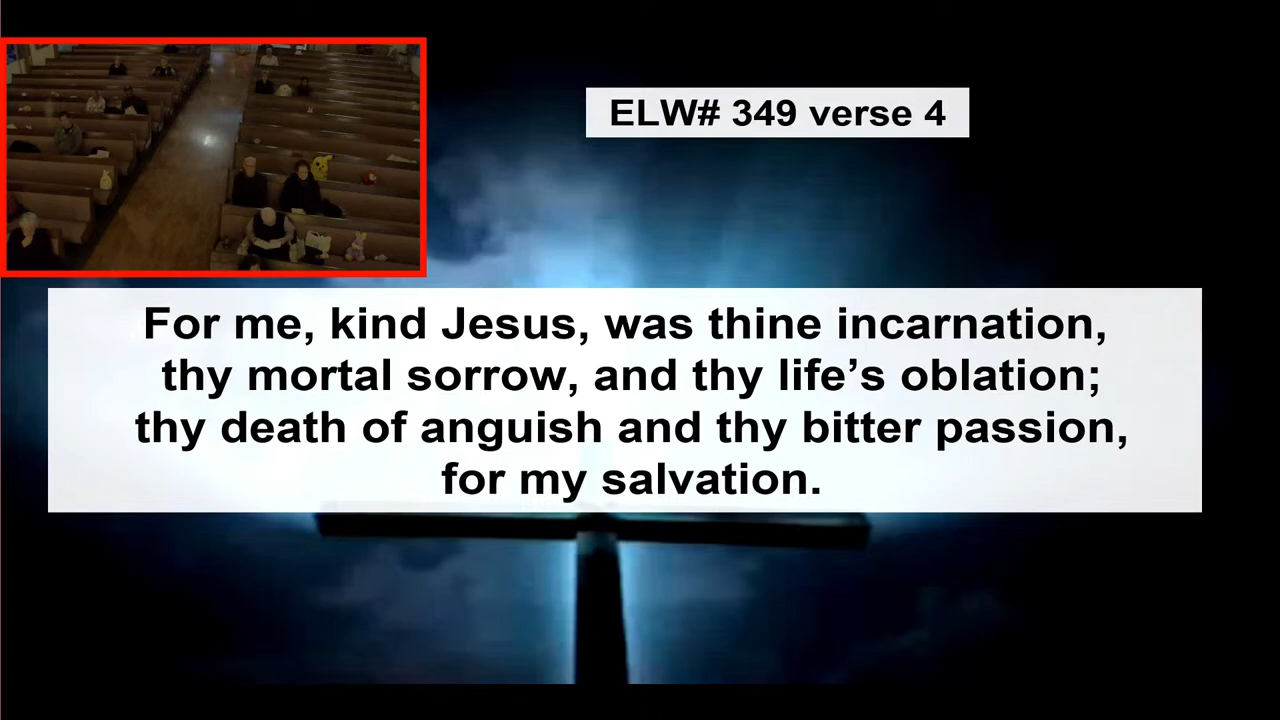 ELW# 349 verse 4
For me, kind Jesus, was thine incarnation,
thy mortal sorrow, and thy life’s oblation;
thy death of anguish and thy bitter passion,
for my salvation.